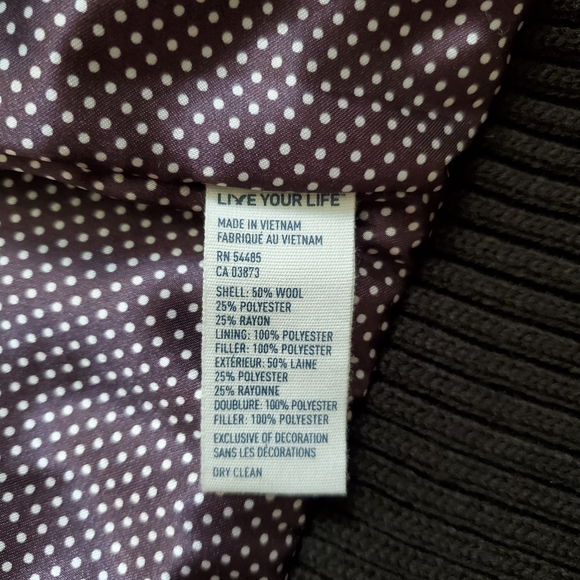 LIVE YOUR LIFE™
MADE IN VIETNAM
FABRIQUÉ AU VIETNAM
RN 54485
CA 03873
SHELL: 50% WOOL
25% POLYESTER
25% RAYON
LINING: 100% POLYESTER
FILLER: 100% POLYESTER
EXTÉRIEUR: 50% LAINE
25% POLYESTER
25% RAYONNE
DOUBLURE: 100% POLYESTER
FILLER: 100% POLYESTER
EXCLUSIVE OF DECORATION
SANS LES DÉCORATIONS
DRY CLEAN